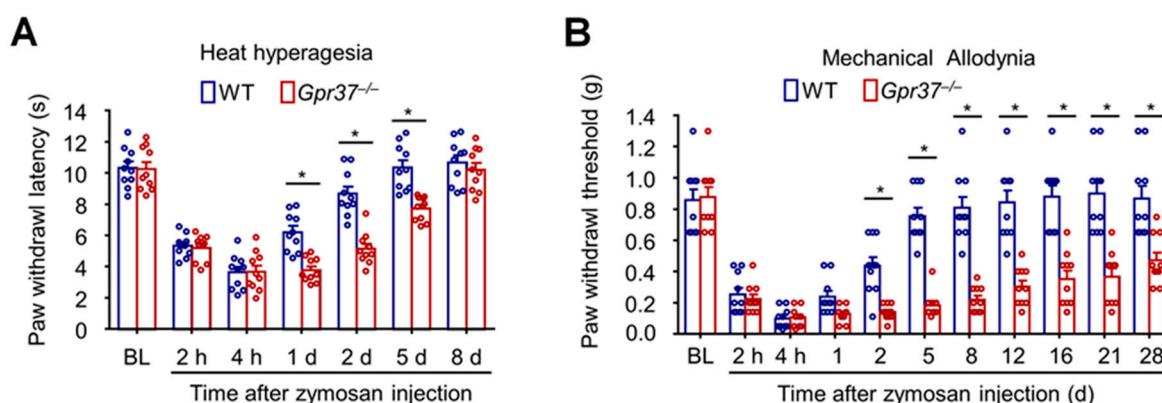 A
Heat hyperagesia
WT Gpr37–/–
Paw withdrawl latency (s)
14
12
10
8
6
4
2
0
* * *
BL 2 h 4 h 1 d 2 d 5 d 8 d
Time after zymosan injection
B
Mechanical Allodynia
WT Gpr37–/–
Paw withdrawl threshold (g)
1.4
1.2
1.0
0.8
0.6
0.4
0.2
0.0
* * * * * * *
BL 2 h 4 h 1 2 5 8 12 16 21 28
Time after zymosan injection (d)